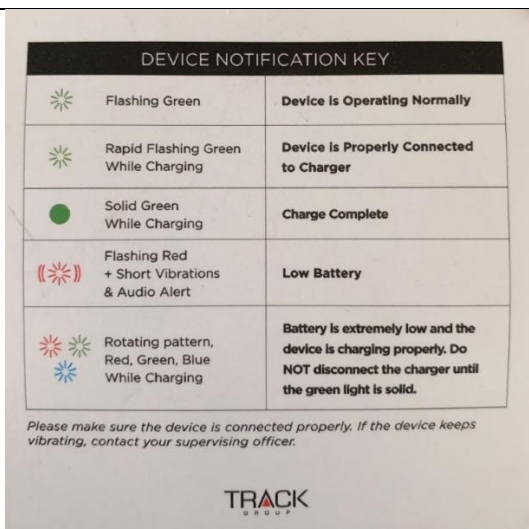 DEVICE NOTIFICATION KEY
Flashing Green
Device is Operating Normally
Rapid Flashing Green
While Charging
Device is Properly Connected
to Charger
Solid Green
While Charging
Charge Complete
Flashing Red
+ Short Vibrations
& Audio Alert
Low Battery
Rotating pattern,
Red, Green, Blue
While Charging
Battery is extremely low and the
device is charging properly. Do
NOT disconnect the charger until
the green light is solid.
Please make sure the device is connected properly. If the device keeps
vibrating, contact your supervising officer.
TRACK
GROUP